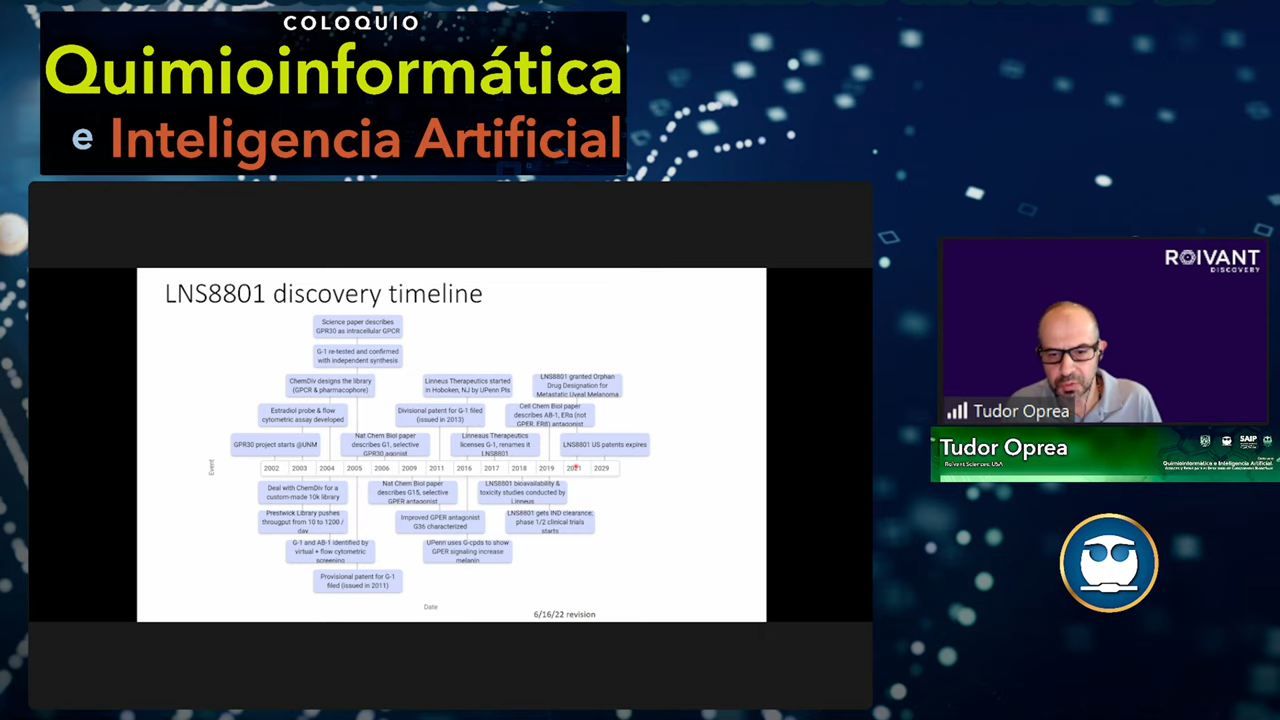 COLOQUIO
Quimioinformática
e Inteligencia Artificial
LNS8801 discovery timeline
Science paper describes
GPR30 as intracellular GPCR
G-1 re-tested and confirmed
with independent synthesis
ChemDiv designs the library
(GPCR & pharmacophore)
Linneus Therapeutics started
in Hoboken, NJ by UPenn PIs
LNS8801 granted Orphan
Drug Designation for
Metastatic Uveal Melanoma
Estradiol probe & flow
cytometric assay developed
Divisional patent for G-1 filed
(issued in 2013)
Cell Chem Biol paper
describes AB-1, ERα (not
GPER, ERβ) antagonist
GPR30 project starts @UNM
Nat Chem Biol paper
describes G1, selective
GPR30 agonist
Linneaus Therapeutics
licenses G-1, renames it
LNS8801
LNS8801 US patents expires
Event
2002 2003 2004 2005 2006 2009 2011 2016 2017 2018 2019 2021 2029
Deal with ChemDiv for a
custom-made 10k library
Nat Chem Biol paper
describes G15, selective
GPER antagonist
LNS8801 bioavailability &
toxicity studies conducted by
Linneus
Prestwick Library pushes
througput from 10 to 1200 /
day
Improved GPER antagonist
G36 characterized
LNS8801 gets IND clearance;
phase 1/2 clinical trials
starts
G-1 and AB-1 identified by
virtual + flow cytometric
screening
UPenn uses G-cpds to show
GPER signaling increase
melanin
Provisional patent for G-1
filed (issued in 2011)
Date
6/16/22 revision
ROIVANT
DISCOVERY
Tudor Oprea
Tudor Oprea
Roivant Sciences, USA
SAIP
Quimioinformática e Inteligencia Artificial